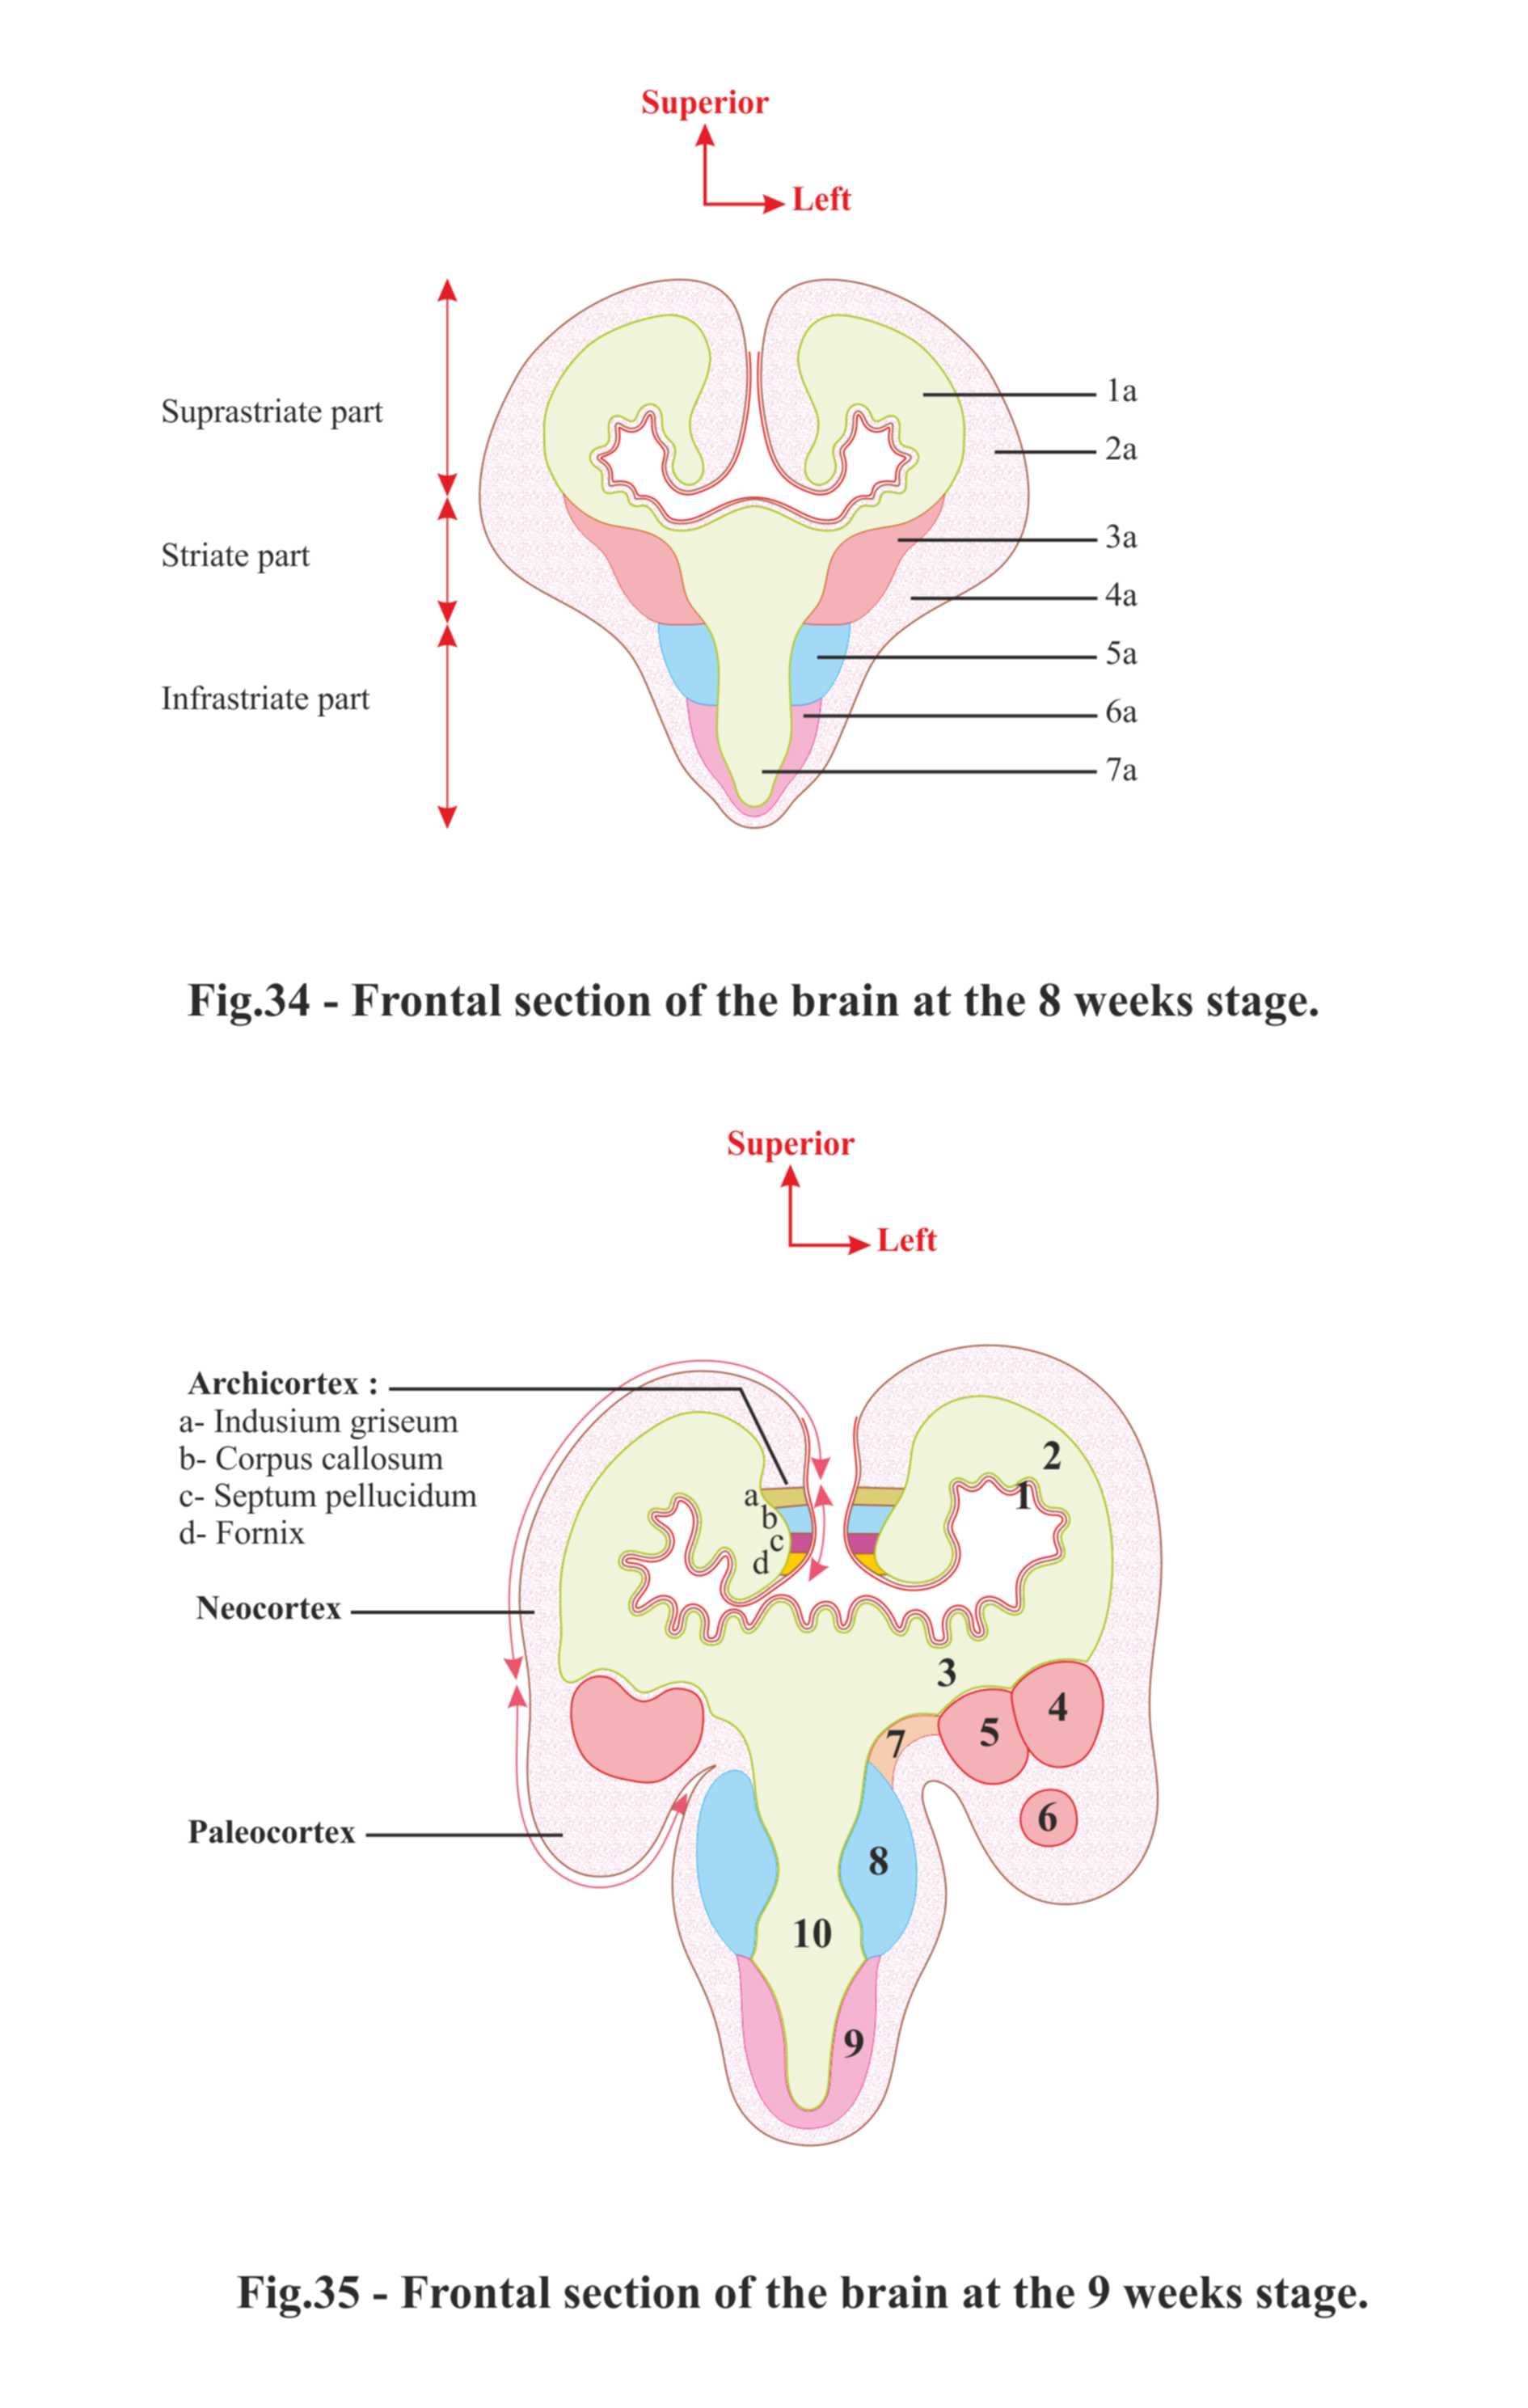 Superior
Left
Suprastriate part
Striate part
Infrastriate part
1a
2a
3a
4a
5a
6a
7a
Fig.34 - Frontal section of the brain at the 8 weeks stage.
Superior
Left
Archicortex :
a- Indusium griseum
b- Corpus callosum
c- Septum pellucidum
d- Fornix
Neocortex
Paleocortex
a
b
c
d
1
2
3
4
5
6
7
8
9
10
Fig.35 - Frontal section of the brain at the 9 weeks stage.